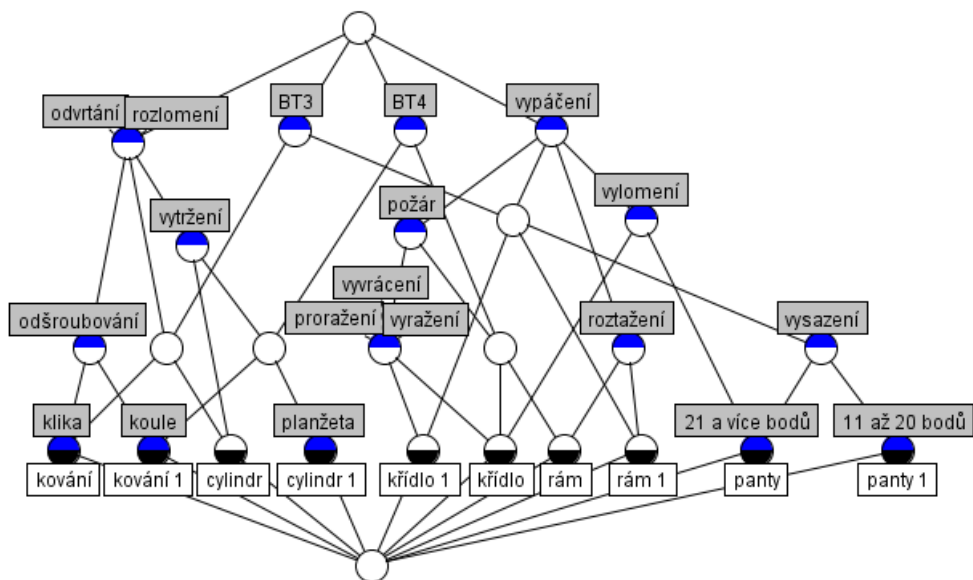 BT3
BT4
vypáčení
odvrtání
rozlomení
vylomení
požár
vytržení
vyvrácení
odšroubování
proražení
vyražení
roztažení
vysazení
klika
koule
planžeta
21 a více bodů
11 až 20 bodů
kování
kování 1
cylindr
cylindr 1
křídlo 1
křídlo
rám
rám 1
panty
panty 1